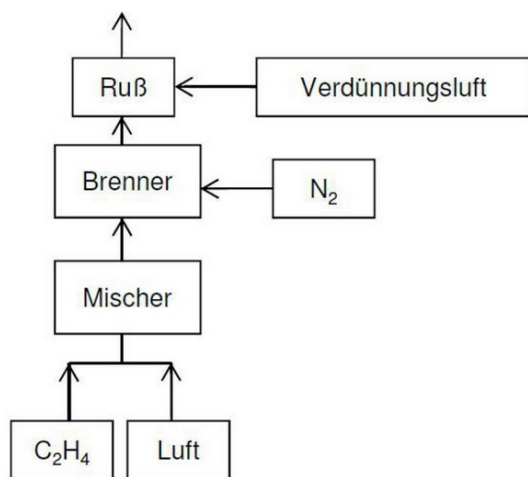 Ruß
Verdünnungsluft
Brenner
N₂
Mischer
C₂H₄
Luft